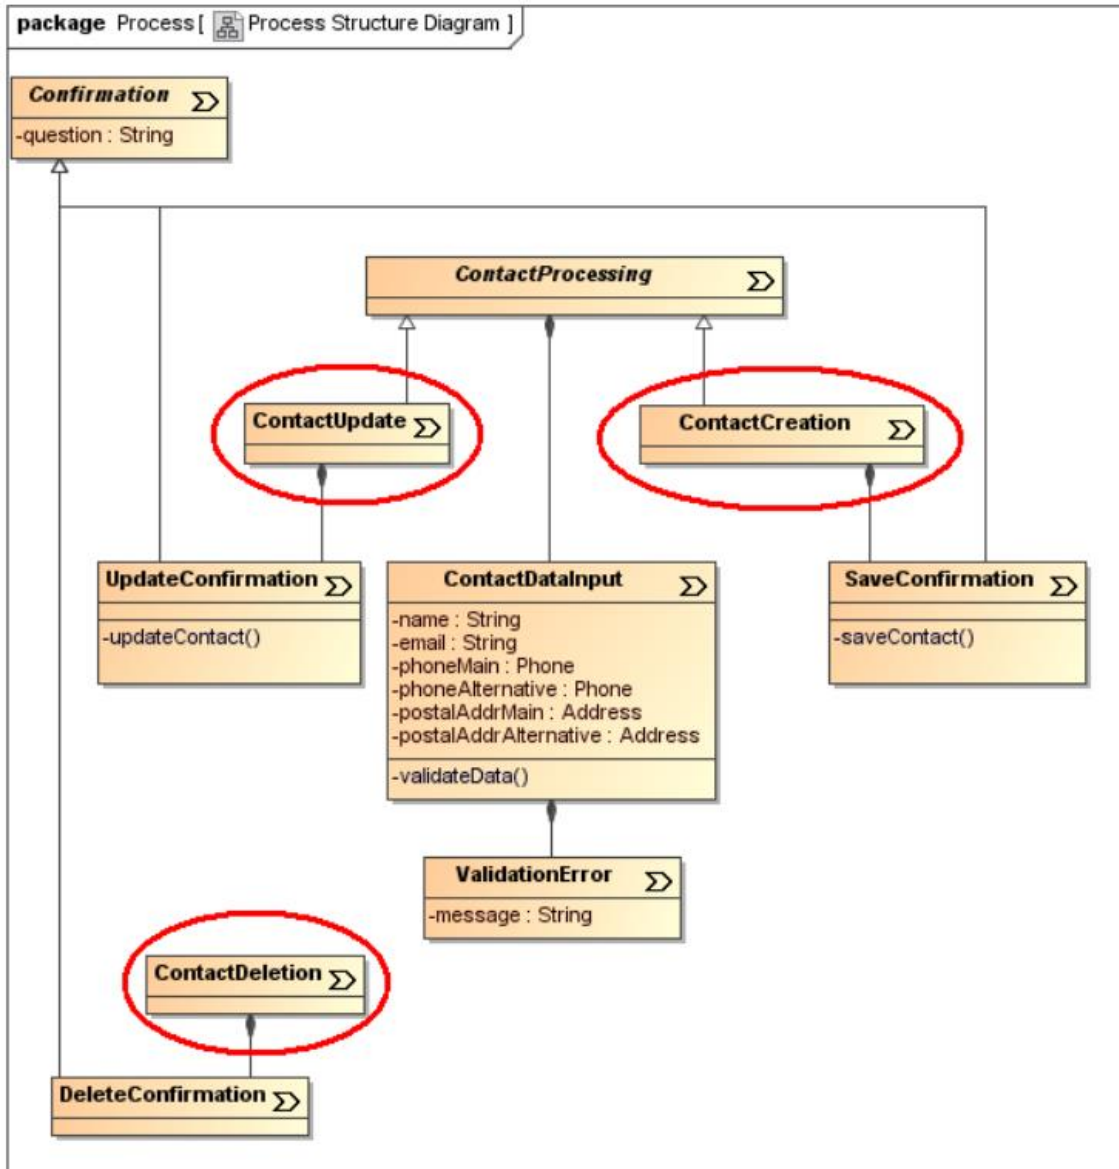 package Process [ Process Structure Diagram ]
Confirmation
-question : String
ContactProcessing
ContactUpdate
ContactCreation
UpdateConfirmation
-updateContact()
ContactDataInput
-name : String
-email : String
-phoneMain : Phone
-phoneAlternative : Phone
-postalAddrMain : Address
-postalAddrAlternative : Address
-validateData()
SaveConfirmation
-saveContact()
ValidationError
-message : String
ContactDeletion
DeleteConfirmation